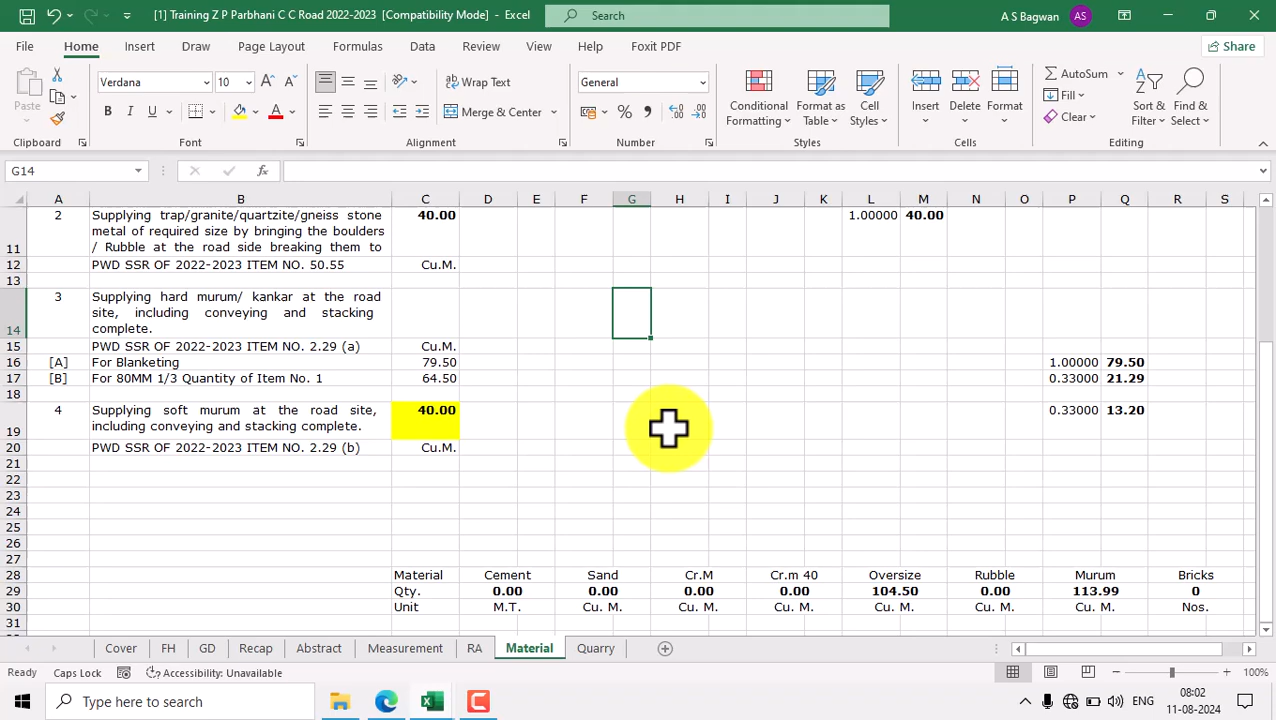 [1] Training Z P Parbhani C C Road 2022-2023 [Compatibility Mode] - Excel
Search
A S Bagwan AS
File Home Insert Draw Page Layout Formulas Data Review View Help Foxit PDF Share
Paste
Verdana 10 A A
B I U
Wrap Text
Merge & Center
General
Conditional Formatting
Format as Table
Cell Styles
Insert Delete Format
AutoSum
Fill
Clear
Sort & Filter
Find & Select
Clipboard Font Alignment Number Styles Cells Editing
G14 fx
A B C D E F G H I J K L M N O P Q R S
2 Supplying trap/granite/quartzite/gneiss stone 40.00 1.00000 40.00
metal of required size by bringing the boulders
11 / Rubble at the road side breaking them to
12 PWD SSR OF 2022-2023 ITEM NO. 50.55 Cu.M.
13
3 Supplying hard murum/ kankar at the road
site, including conveying and stacking
14 complete.
15 PWD SSR OF 2022-2023 ITEM NO. 2.29 (a) Cu.M.
16 [A] For Blanketing 79.50 1.00000 79.50
17 [B] For 80MM 1/3 Quantity of Item No. 1 64.50 0.33000 21.29
18
4 Supplying soft murum at the road site, 40.00 0.33000 13.20
19 including conveying and stacking complete.
20 PWD SSR OF 2022-2023 ITEM NO. 2.29 (b) Cu.M.
21
22
23
24
25
26
27
28 Material Cement Sand Cr.M Cr.m 40 Oversize Rubble Murum Bricks
29 Qty. 0.00 0.00 0.00 0.00 104.50 0.00 113.99 0
30 Unit M.T. Cu. M. Cu. M. Cu. M. Cu. M. Cu. M. Cu. M. Nos.
31
Cover FH GD Recap Abstract Measurement RA Material Quarry
Ready Caps Lock Accessibility: Unavailable 100%
Type here to search
ENG
08:02
11-08-2024